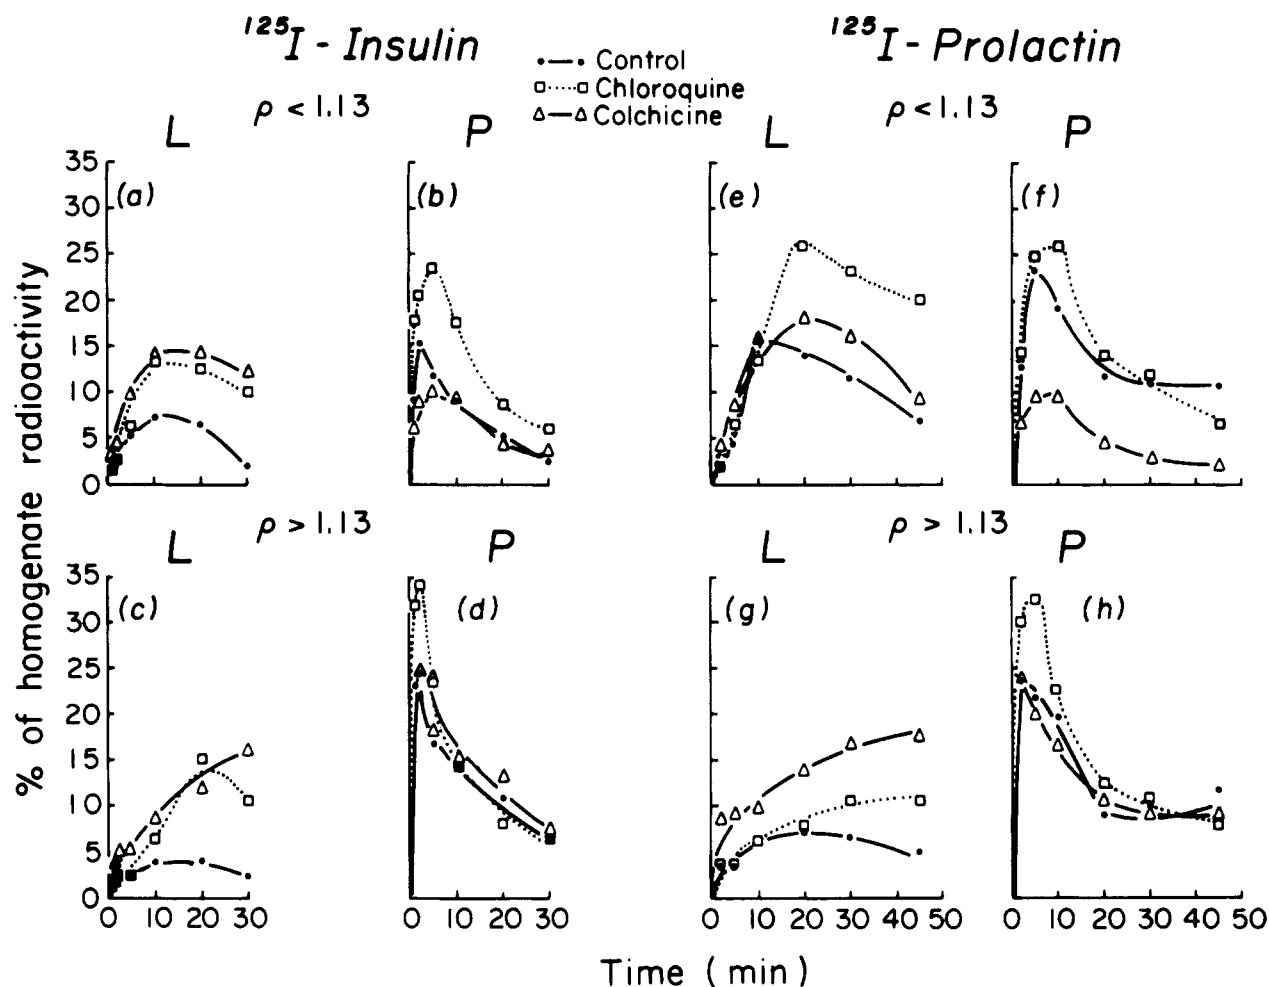 ¹²⁵I - Insulin
¹²⁵I - Prolactin
Control
Chloroquine
Colchicine
ρ < 1.13
ρ < 1.13
L
P
L
P
35
30
25
20
15
10
5
0
(a)
(b)
(e)
(f)
% of homogenate radioactivity
ρ > 1.13
ρ > 1.13
L
P
L
P
35
30
25
20
15
10
5
0
(c)
(d)
(g)
(h)
0 10 20 30
0 10 20 30
0 10 20 30 40 50
0 10 20 30 40 50
Time (min)